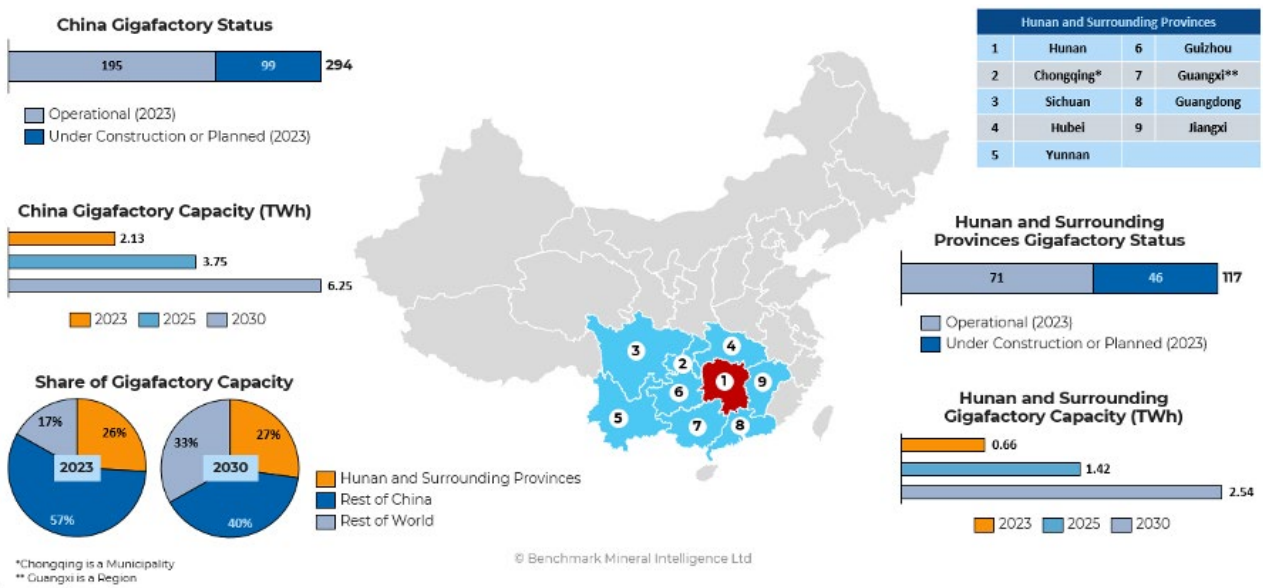 China Gigafactory Status
195
99
294
Operational (2023)
Under Construction or Planned (2023)
China Gigafactory Capacity (TWh)
2.13
3.75
6.25
2023
2025
2030
Share of Gigafactory Capacity
17%
26%
2023
57%
33%
27%
2030
40%
Hunan and Surrounding Provinces
Rest of China
Rest of World
*Chongqing is a Municipality
** Guangxi is a Region
3
2
4
1
9
6
5
7
8
© Benchmark Mineral Intelligence Ltd
Hunan and Surrounding Provinces
1 Hunan 6 Guizhou
2 Chongqing* 7 Guangxi**
3 Sichuan 8 Guangdong
4 Hubei 9 Jiangxi
5 Yunnan
Hunan and Surrounding
Provinces Gigafactory Status
71
46
117
Operational (2023)
Under Construction or Planned (2023)
Hunan and Surrounding
Gigafactory Capacity (TWh)
0.66
1.42
2.54
2023
2025
2030